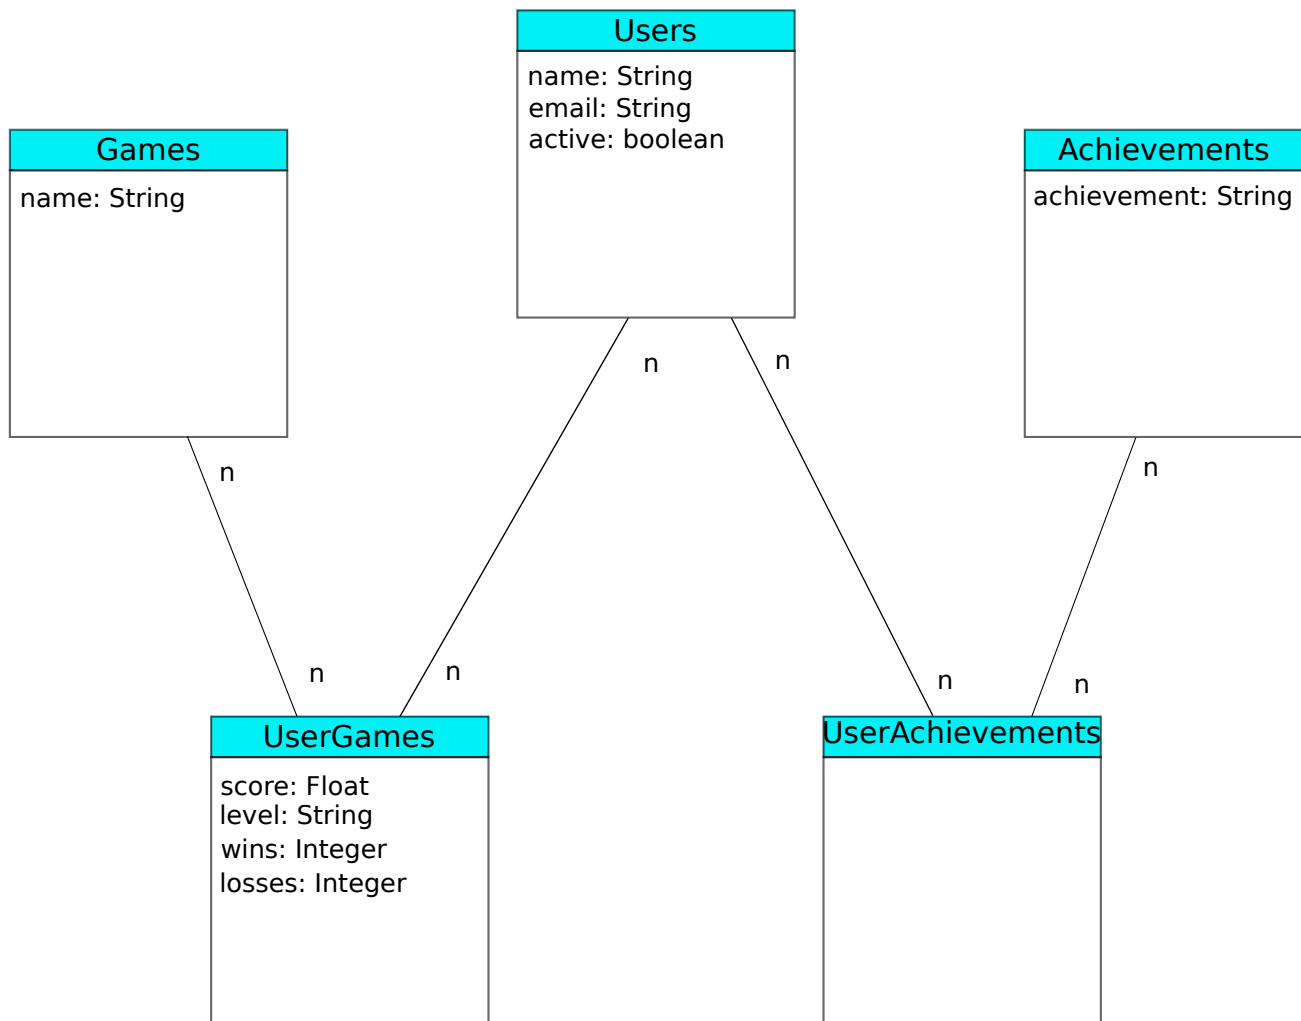 Users
name: String
email: String
active: boolean
Games
name: String
Achievements
achievement: String
n
n
n
n
n
n
n
n
UserGames
score: Float
level: String
wins: Integer
losses: Integer
UserAchievements